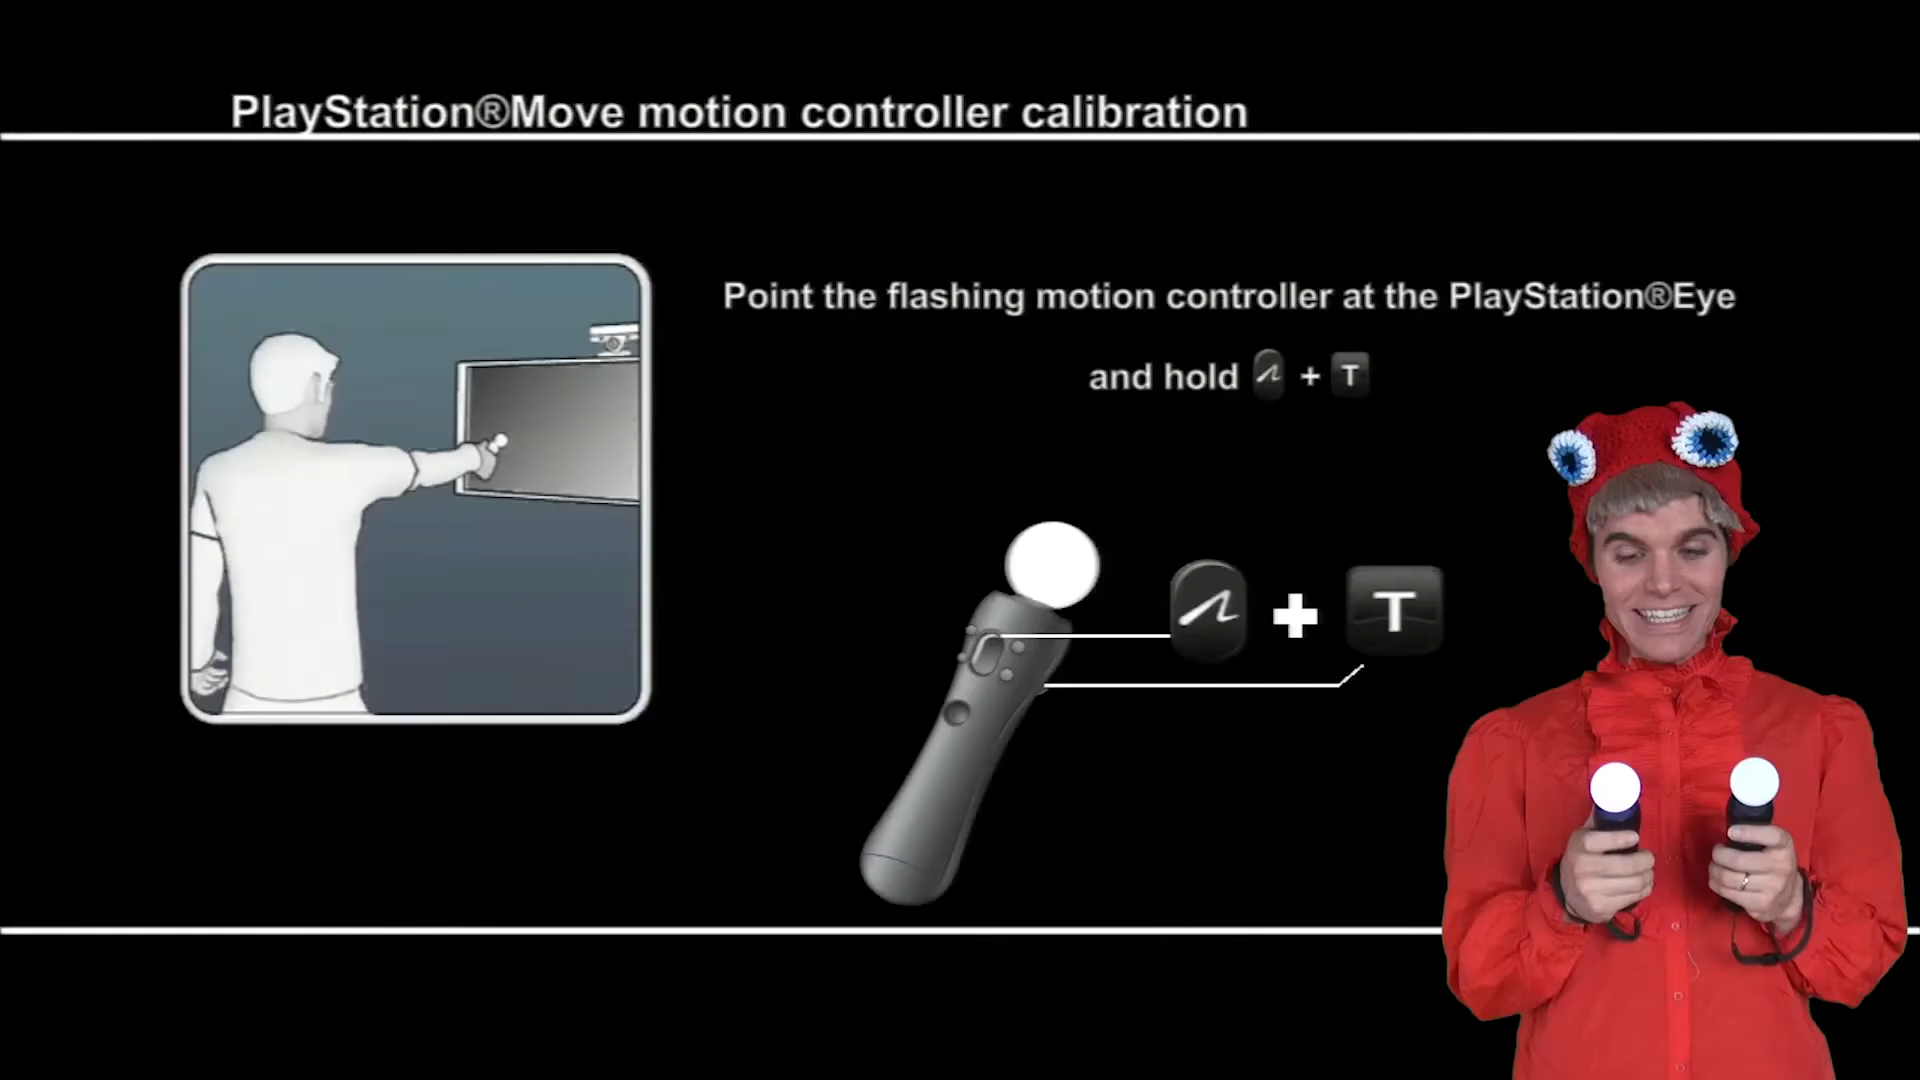 PlayStation®Move motion controller calibration
Point the flashing motion controller at the PlayStation®Eye
and hold + T
+ T